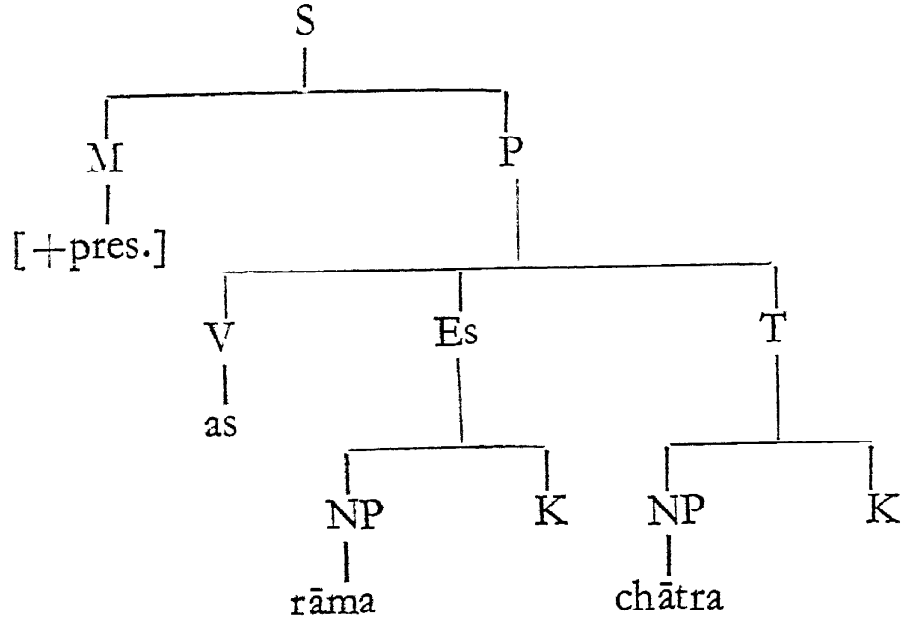 S
M P
[+pres.]
V Es T
as
NP K NP K
rāma chātra